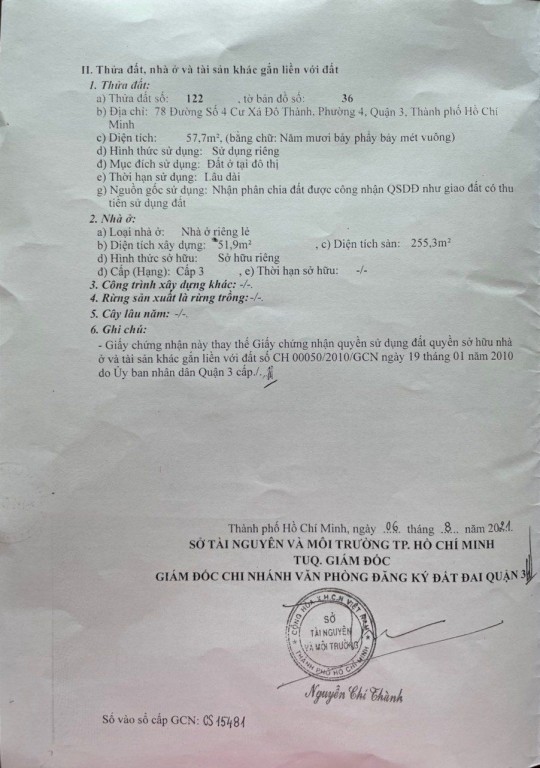 II. Thửa đất, nhà ở và tài sản khác gắn liền với đất
1. Thửa đất:
a) Thửa đất số: 122 , tờ bản đồ số: 36
b) Địa chỉ: 78 Đường Số 4 Cư Xá Đô Thành, Phường 4, Quận 3, Thành phố Hồ Chí
Minh
c) Diện tích: 57,7m², (bằng chữ: Năm mươi bảy phẩy bảy mét vuông)
d) Hình thức sử dụng: Sử dụng riêng
đ) Mục đích sử dụng: Đất ở tại đô thị
e) Thời hạn sử dụng: Lâu dài
g) Nguồn gốc sử dụng: Nhận phân chia đất được công nhận QSDĐ như giao đất có thu
tiền sử dụng đất
2. Nhà ở:
a) Loại nhà ở: Nhà ở riêng lẻ
b) Diện tích xây dựng: 51,9m² , c) Diện tích sàn: 255,3m²
d) Hình thức sở hữu: Sở hữu riêng
đ) Cấp (Hạng): Cấp 3 , e) Thời hạn sở hữu: -/-
3. Công trình xây dựng khác: -/-.
4. Rừng sản xuất là rừng trồng:-/-.
5. Cây lâu năm: -/-.
6. Ghi chú:
- Giấy chứng nhận này thay thế Giấy chứng nhận quyền sử dụng đất quyền sở hữu nhà
ở và tài sản khác gắn liền với đất số CH 00050/2010/GCN ngày 19 tháng 01 năm 2010
do Ủy ban nhân dân Quận 3 cấp./.
Thành phố Hồ Chí Minh, ngày 06 tháng 8 năm 2021
SỞ TÀI NGUYÊN VÀ MÔI TRƯỜNG TP. HỒ CHÍ MINH
TUQ. GIÁM ĐỐC
GIÁM ĐỐC CHI NHÁNH VĂN PHÒNG ĐĂNG KÝ ĐẤT ĐAI QUẬN 3
CỘNG HÒA X.H.C.N VIỆT NAM
SỞ
TÀI NGUYÊN
VÀ MÔI TRƯỜNG
THÀNH PHỐ HỒ CHÍ MINH
Nguyễn Chí Thành
Số vào sổ cấp GCN: CS 15481